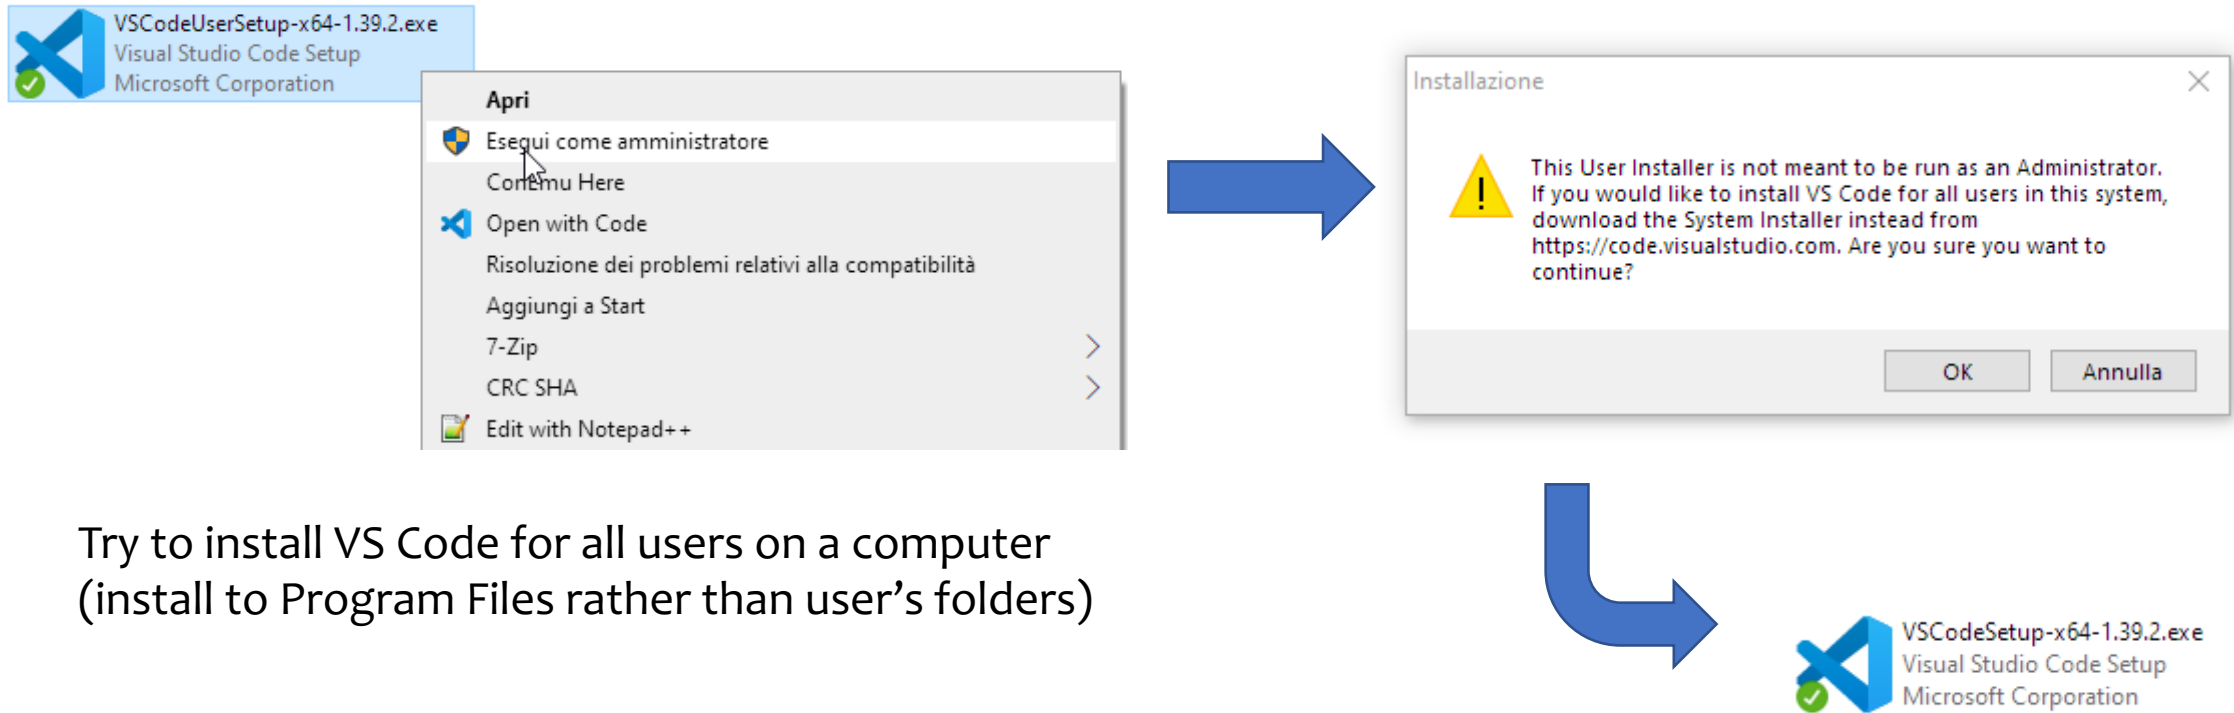 VSCodeUserSetup-x64-1.39.2.exe
Visual Studio Code Setup
Microsoft Corporation
Apri
Esegui come amministratore
ConEmu Here
Open with Code
Risoluzione dei problemi relativi alla compatibilità
Aggiungi a Start
7-Zip
CRC SHA
Edit with Notepad++
Installazione
This User Installer is not meant to be run as an Administrator.
If you would like to install VS Code for all users in this system,
download the System Installer instead from
https://code.visualstudio.com. Are you sure you want to
continue?
OK
Annulla
Try to install VS Code for all users on a computer
(install to Program Files rather than user’s folders)
VSCodeSetup-x64-1.39.2.exe
Visual Studio Code Setup
Microsoft Corporation